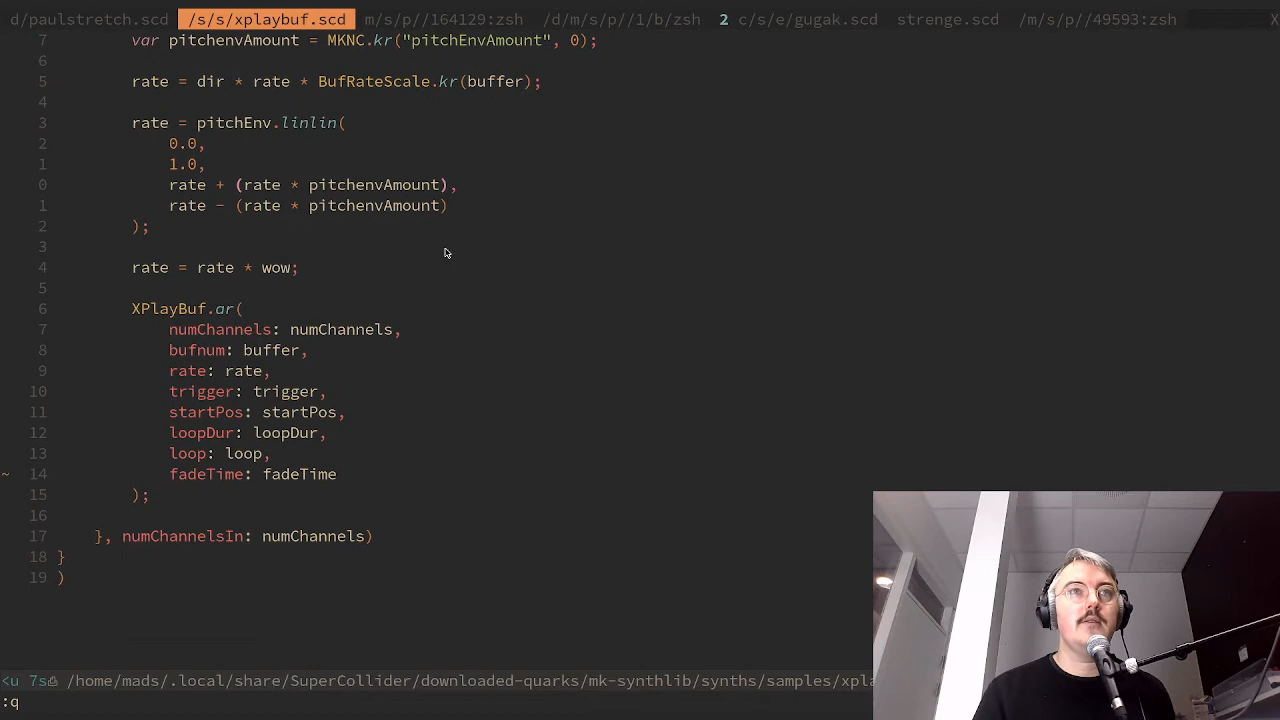 d/paulstretch.scd /s/s/xplaybuf.scd m/s/p//164129:zsh /d/m/s/p//1/b/zsh 2 c/s/e/gugak.scd strenge.scd /m/s/p//49593:zsh X
7 var pitchenvAmount = MKNC.kr("pitchEnvAmount", 0);
6
5 rate = dir * rate * BufRateScale.kr(buffer);
4
3 rate = pitchEnv.linlin(
2 0.0,
1 1.0,
0 rate + (rate * pitchenvAmount),
1 rate - (rate * pitchenvAmount)
2 );
3
4 rate = rate * wow;
5
6 XPlayBuf.ar(
7 numChannels: numChannels,
8 bufnum: buffer,
9 rate: rate,
10 trigger: trigger,
11 startPos: startPos,
12 loopDur: loopDur,
13 loop: loop,
~ 14 fadeTime: fadeTime
15 );
16
17 }, numChannelsIn: numChannels)
18 }
19 )
<u 7s /home/mads/.local/share/SuperCollider/downloaded-quarks/mk-synthlib/synths/samples/xpla
:q